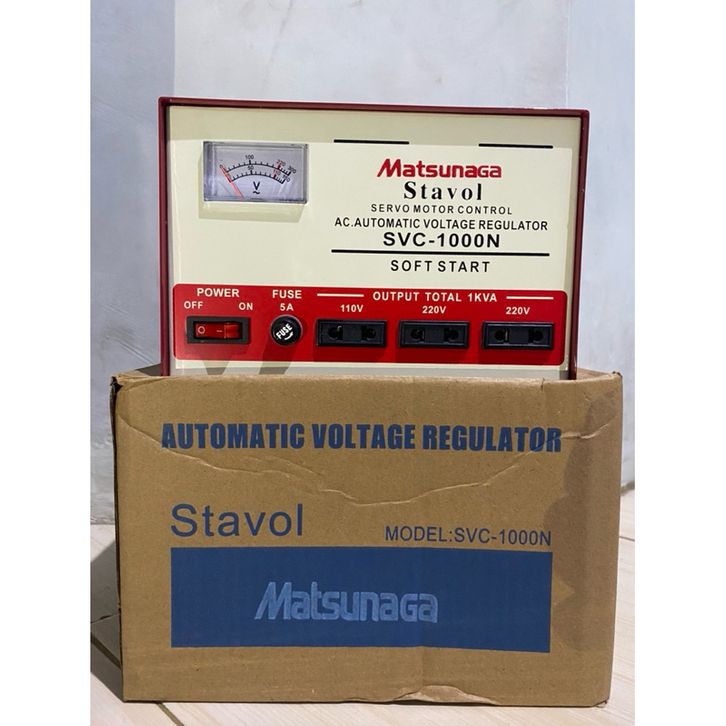 Matsunaga
Stavol
SERVO MOTOR CONTROL
AC.AUTOMATIC VOLTAGE REGULATOR
SVC-1000N
SOFT START
V
POWER
OFF ON
FUSE
5A
FUSE
OUTPUT TOTAL 1KVA
110V 220V 220V
AUTOMATIC VOLTAGE REGULATOR
Stavol
MODEL:SVC-1000N
Matsunaga